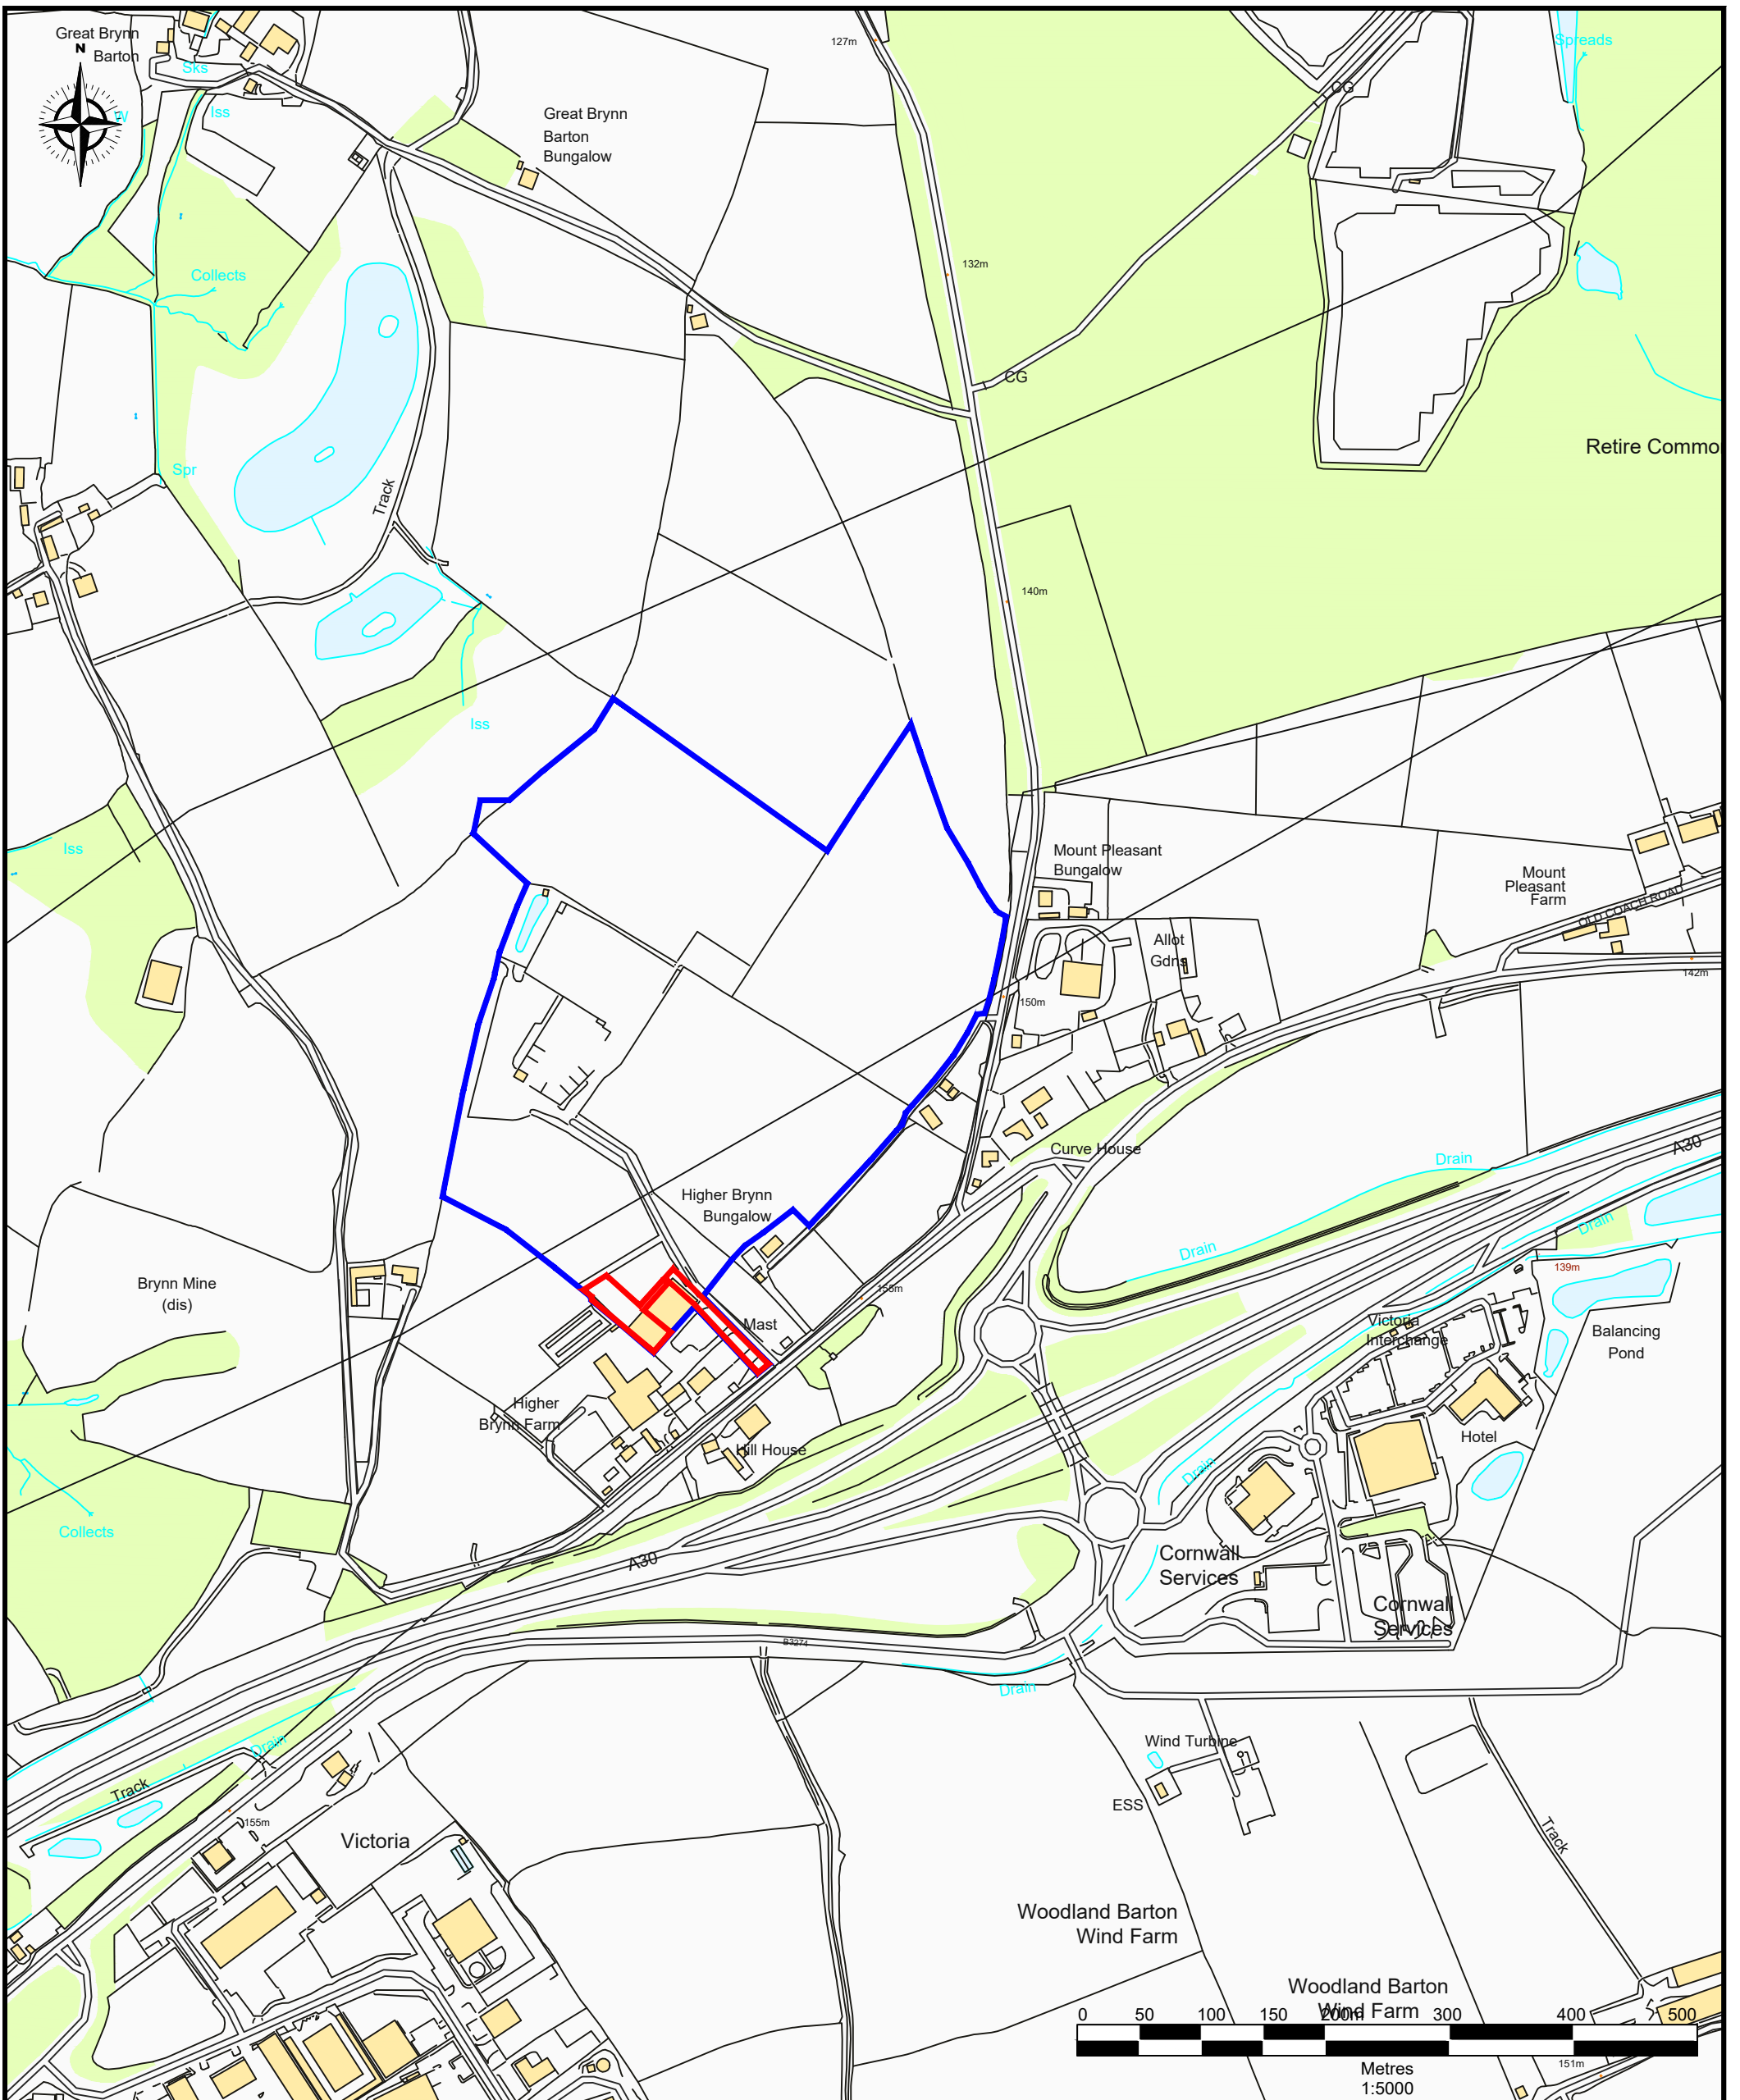 Great Brynn
Barton
N
Sks
Iss
W
Great Brynn
Barton
Bungalow
127m
CG
Spreads
Collects
132m
CG
Retire Commo
Spr
Track
140m
Iss
Iss
Mount Pleasant
Bungalow
Mount
Pleasant
Farm
OLD COACH ROAD
Allot
Gdns
142m
150m
Curve House
Drain
A30
Drain
Drain
Higher Brynn
Bungalow
139m
Brynn Mine
(dis)
158m
Mast
Victoria
Interchange
Balancing
Pond
Higher
Brynn Farm
Hill House
Hotel
Drain
Collects
A30
Cornwall
Services
Cornwall
Services
B3274
Drain
Drain
Wind Turbine
Track
ESS
155m
Victoria
Track
Woodland Barton
Wind Farm
Woodland Barton
Wind Farm
0 50 100 150 200m 300 400 500
Metres
1:5000
151m